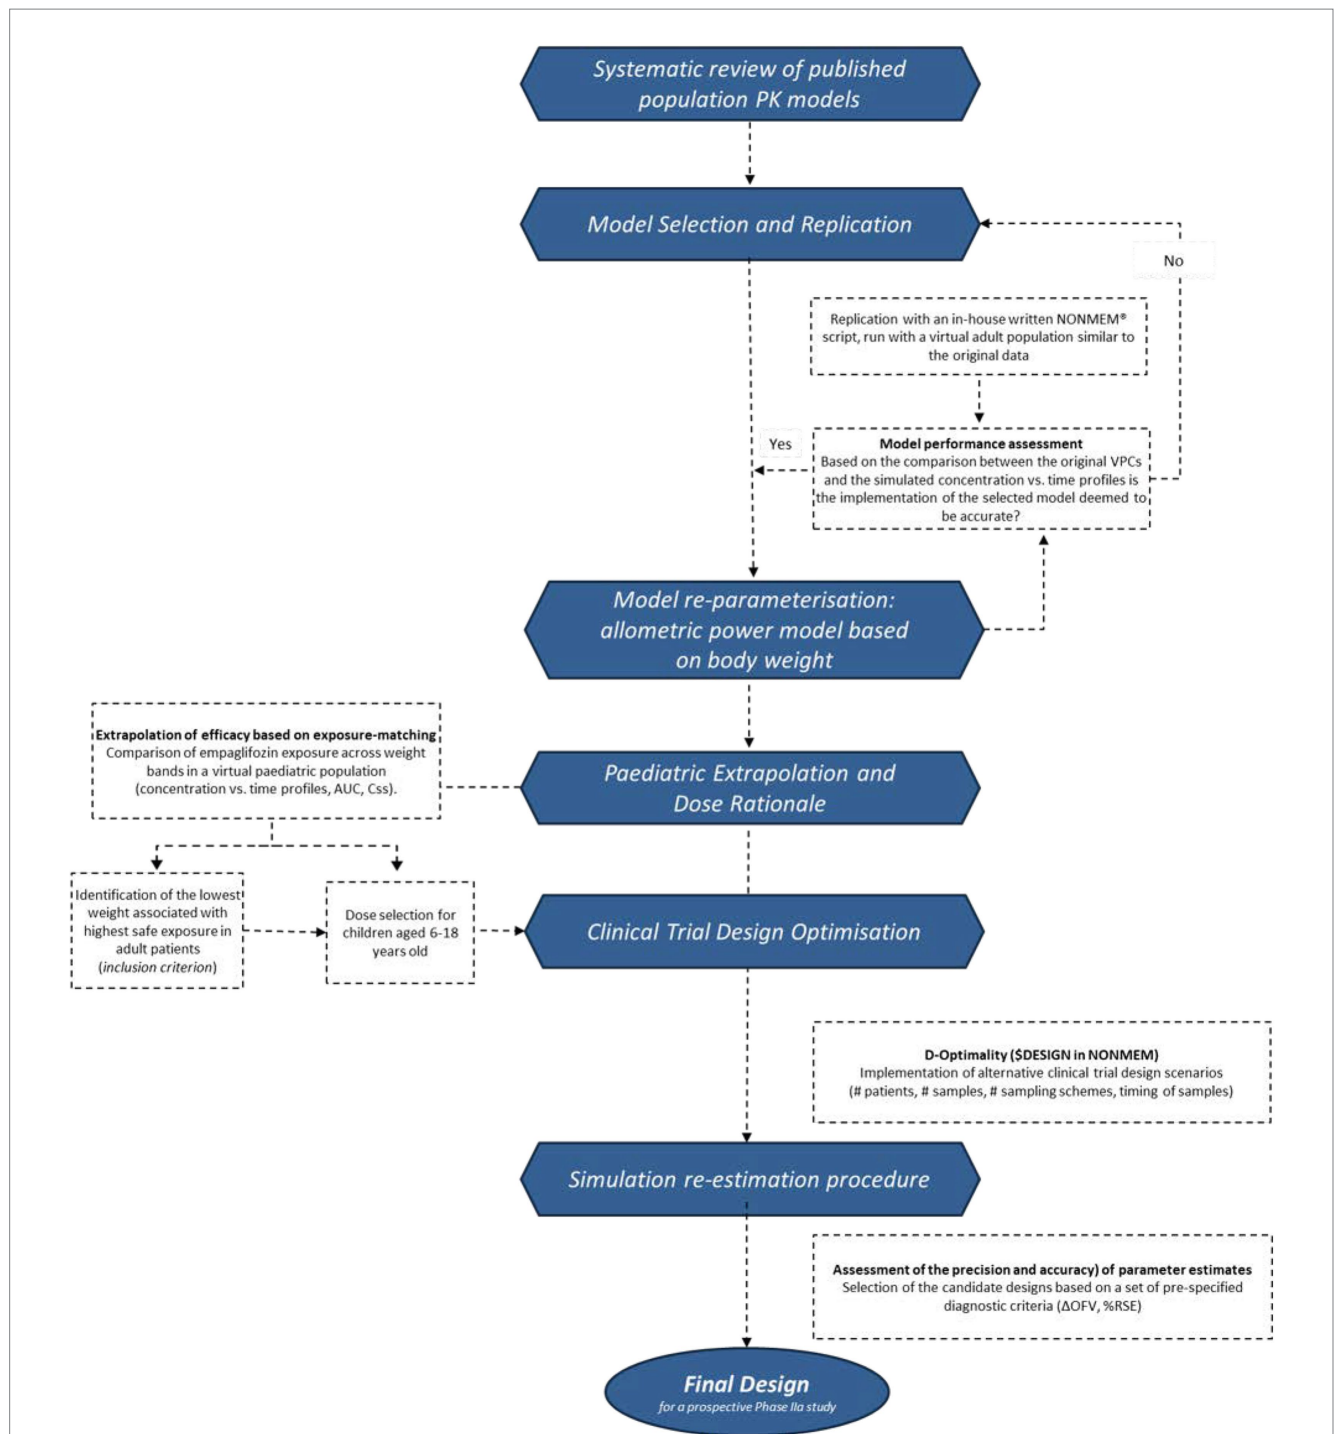 Systematic review of published
population PK models
Model Selection and Replication
No
Replication with an in-house written NONMEM®
script, run with a virtual adult population similar to
the original data
Yes
Model performance assessment
Based on the comparison between the original VPCs
and the simulated concentration vs. time profiles is
the implementation of the selected model deemed to
be accurate?
Model re-parameterisation:
allometric power model based
on body weight
Extrapolation of efficacy based on exposure-matching
Comparison of empaglifozin exposure across weight
bands in a virtual paediatric population
(concentration vs. time profiles, AUC, Css).
Paediatric Extrapolation and
Dose Rationale
Identification of the lowest
weight associated with
highest safe exposure in
adult patients
(inclusion criterion)
Dose selection for
children aged 6-18
years old
Clinical Trial Design Optimisation
D-Optimality ($DESIGN in NONMEM)
Implementation of alternative clinical trial design scenarios
(# patients, # samples, # sampling schemes, timing of samples)
Simulation re-estimation procedure
Assessment of the precision and accuracy) of parameter estimates
Selection of the candidate designs based on a set of pre-specified
diagnostic criteria (ΔOFV, %RSE)
Final Design
for a prospective Phase IIa study